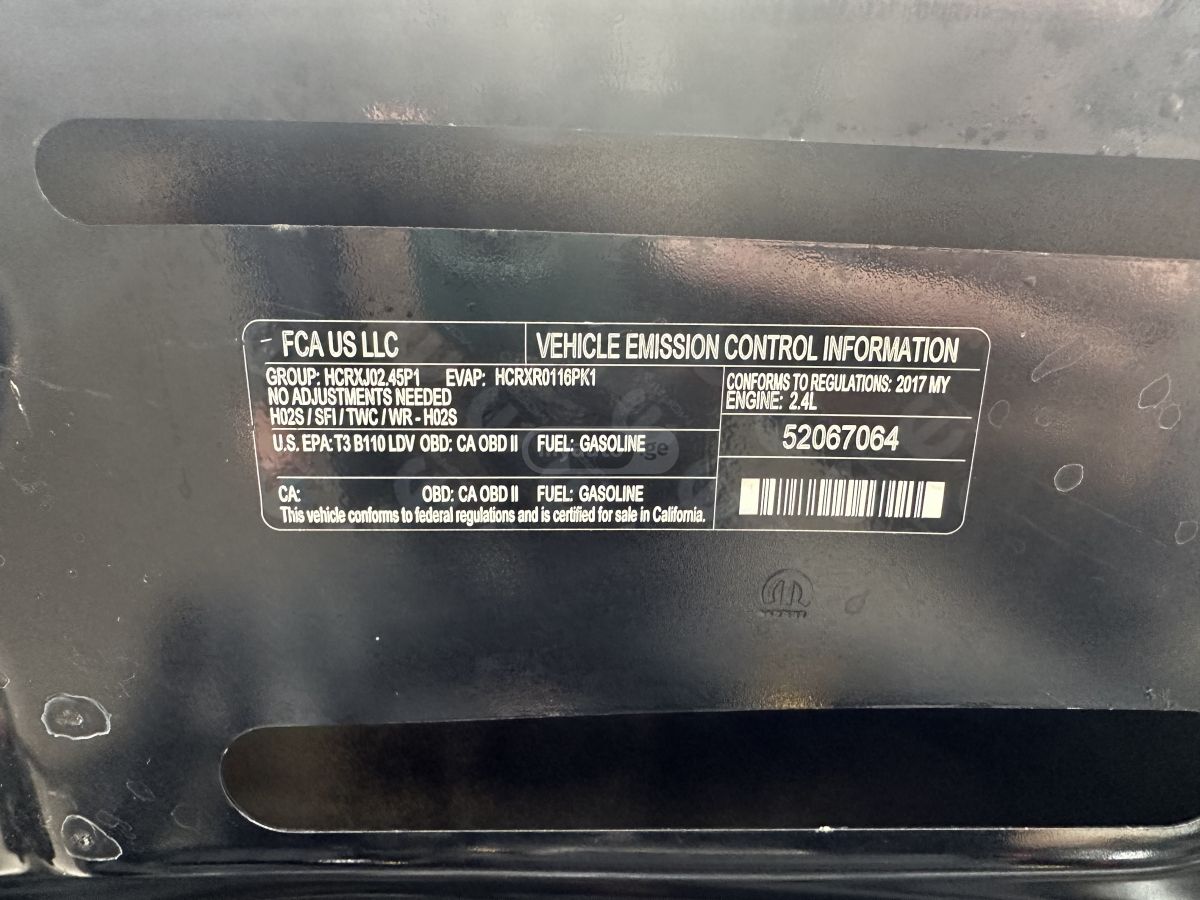 FCA US LLC
VEHICLE EMISSION CONTROL INFORMATION
GROUP: HCRXJ02.45P1 EVAP: HCRXR0116PK1
NO ADJUSTMENTS NEEDED
H02S / SFI / TWC / WR - H02S
CONFORMS TO REGULATIONS: 2017 MY
ENGINE: 2.4L
U.S. EPA: T3 B110 LDV OBD: CA OBD II FUEL: GASOLINE
52067064
CA: OBD: CA OBD II FUEL: GASOLINE
This vehicle conforms to federal regulations and is certified for sale in California.